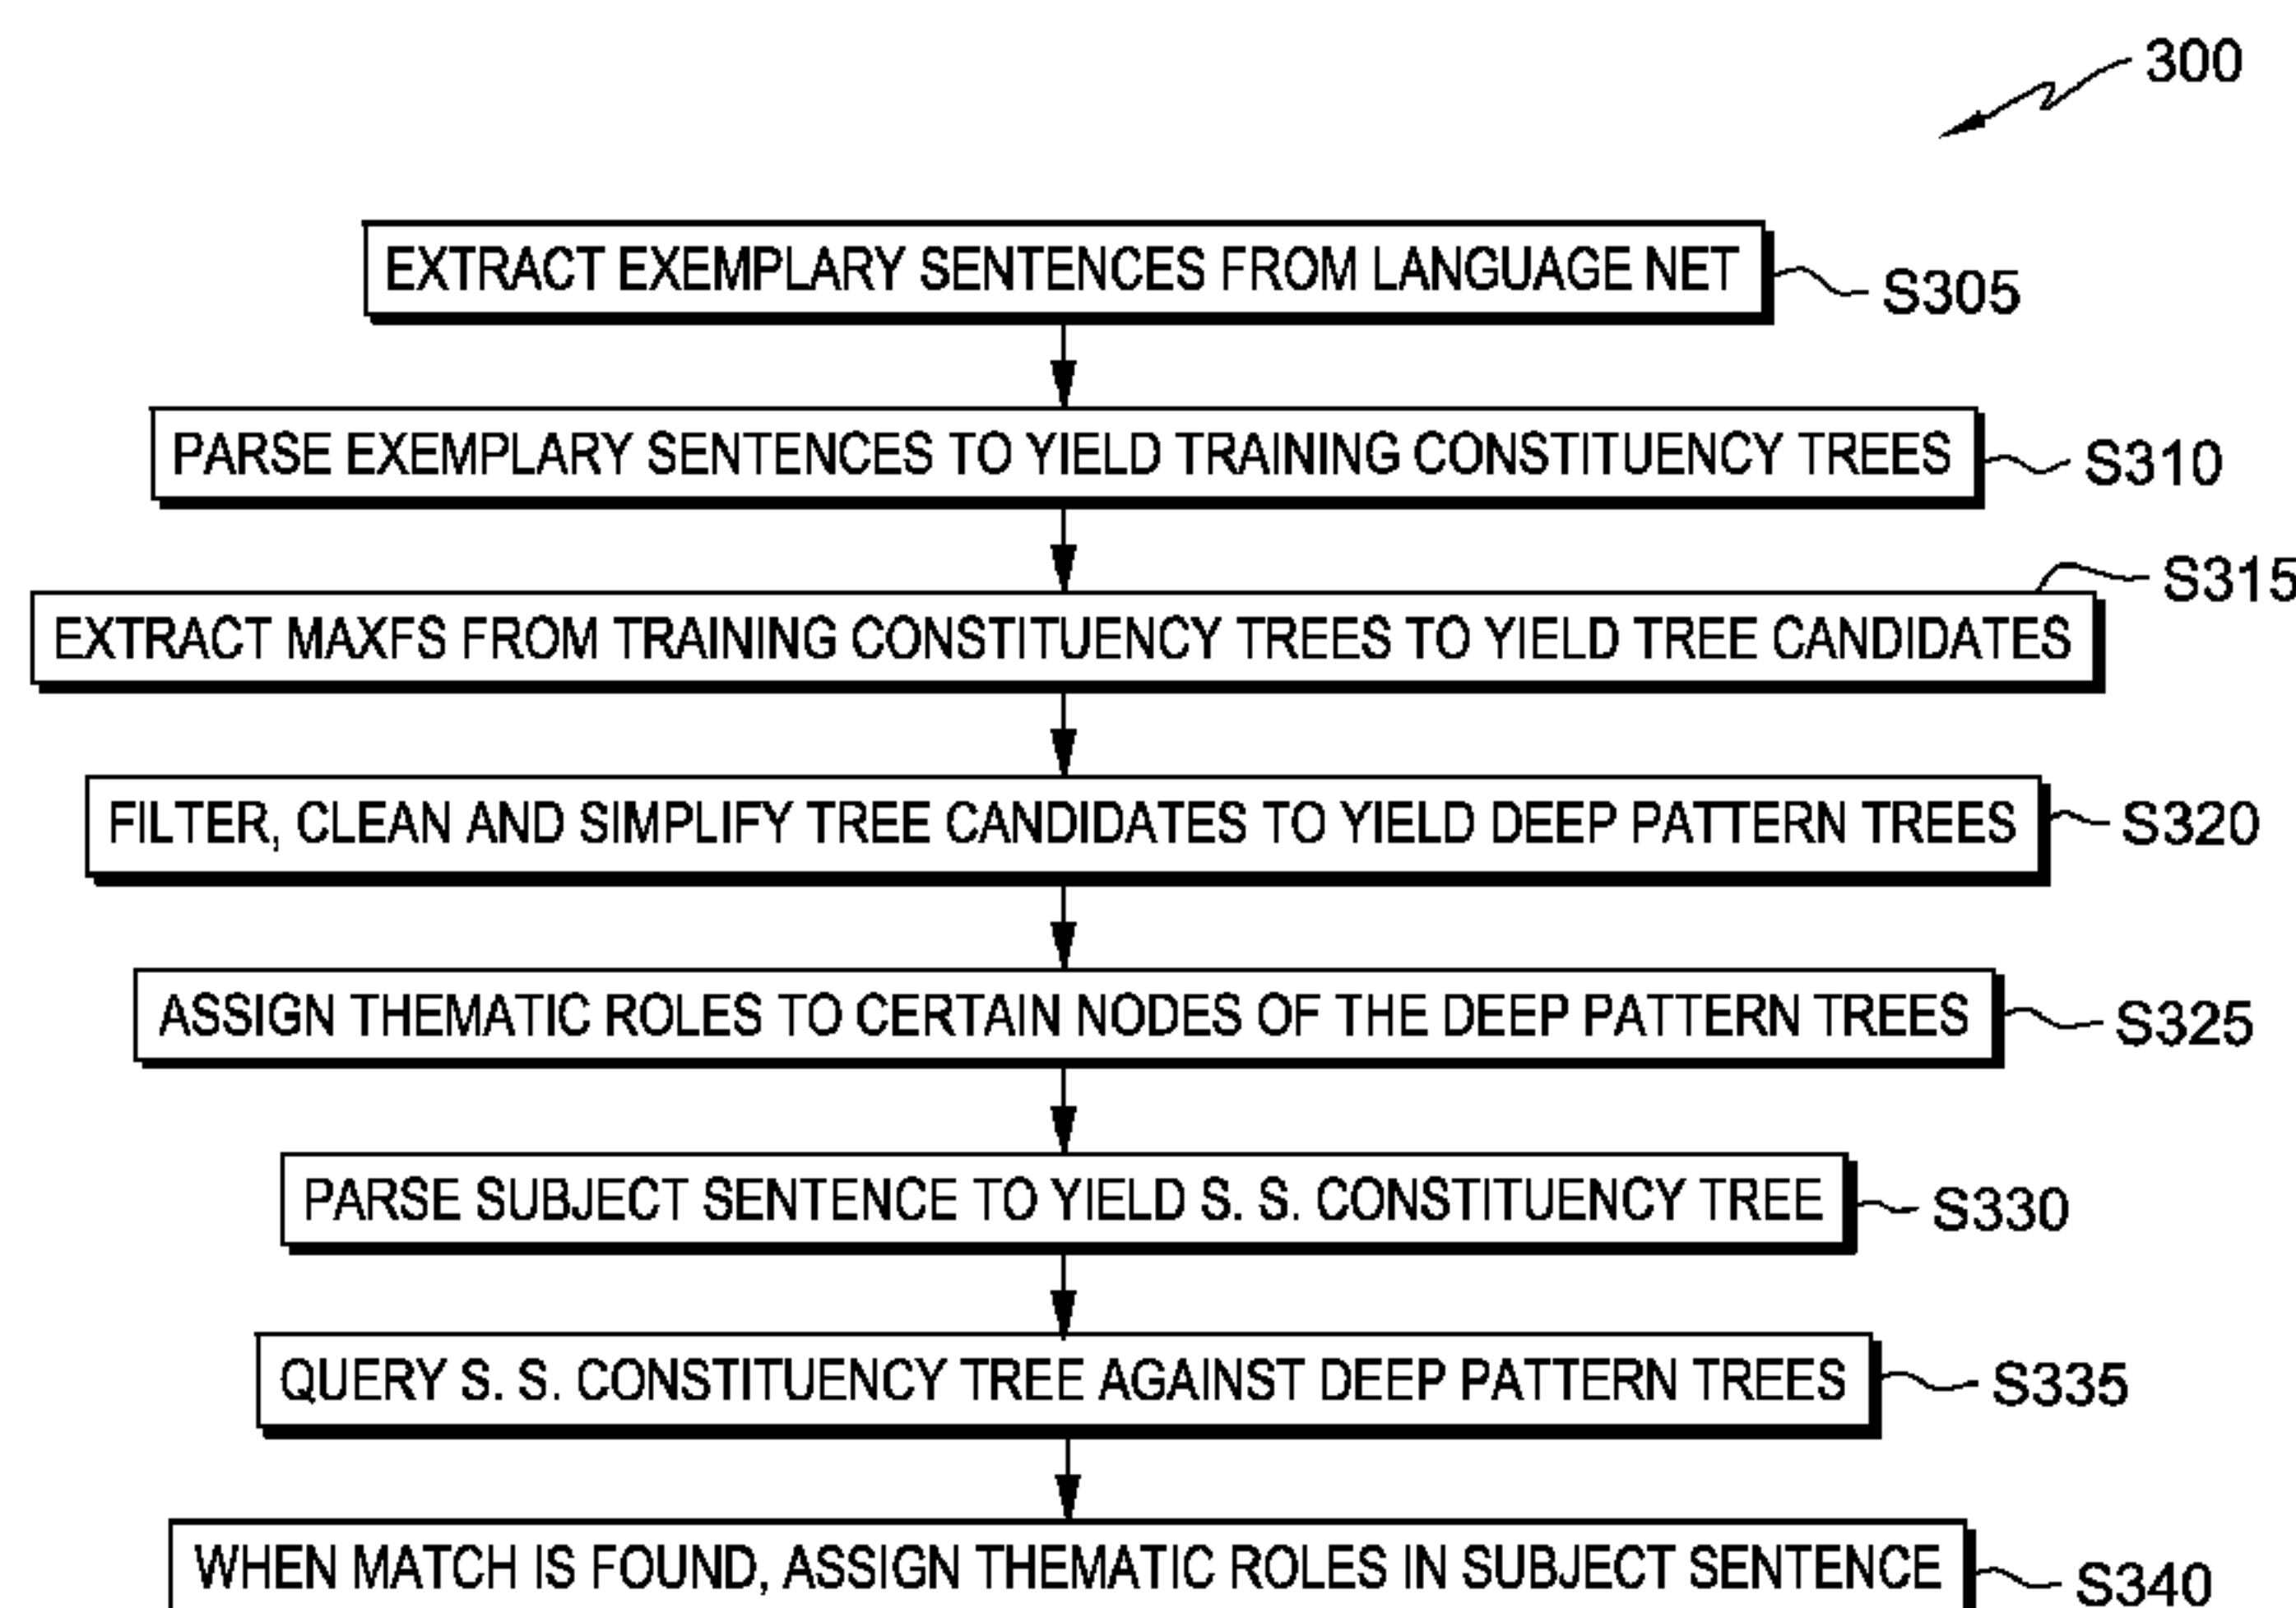 300
EXTRACT EXEMPLARY SENTENCES FROM LANGUAGE NET
S305
PARSE EXEMPLARY SENTENCES TO YIELD TRAINING CONSTITUENCY TREES
S310
S315
EXTRACT MAXFS FROM TRAINING CONSTITUENCY TREES TO YIELD TREE CANDIDATES
FILTER, CLEAN AND SIMPLIFY TREE CANDIDATES TO YIELD DEEP PATTERN TREES
S320
ASSIGN THEMATIC ROLES TO CERTAIN NODES OF THE DEEP PATTERN TREES
S325
PARSE SUBJECT SENTENCE TO YIELD S. S. CONSTITUENCY TREE
S330
QUERY S. S. CONSTITUENCY TREE AGAINST DEEP PATTERN TREES
S335
WHEN MATCH IS FOUND, ASSIGN THEMATIC ROLES IN SUBJECT SENTENCE
S340